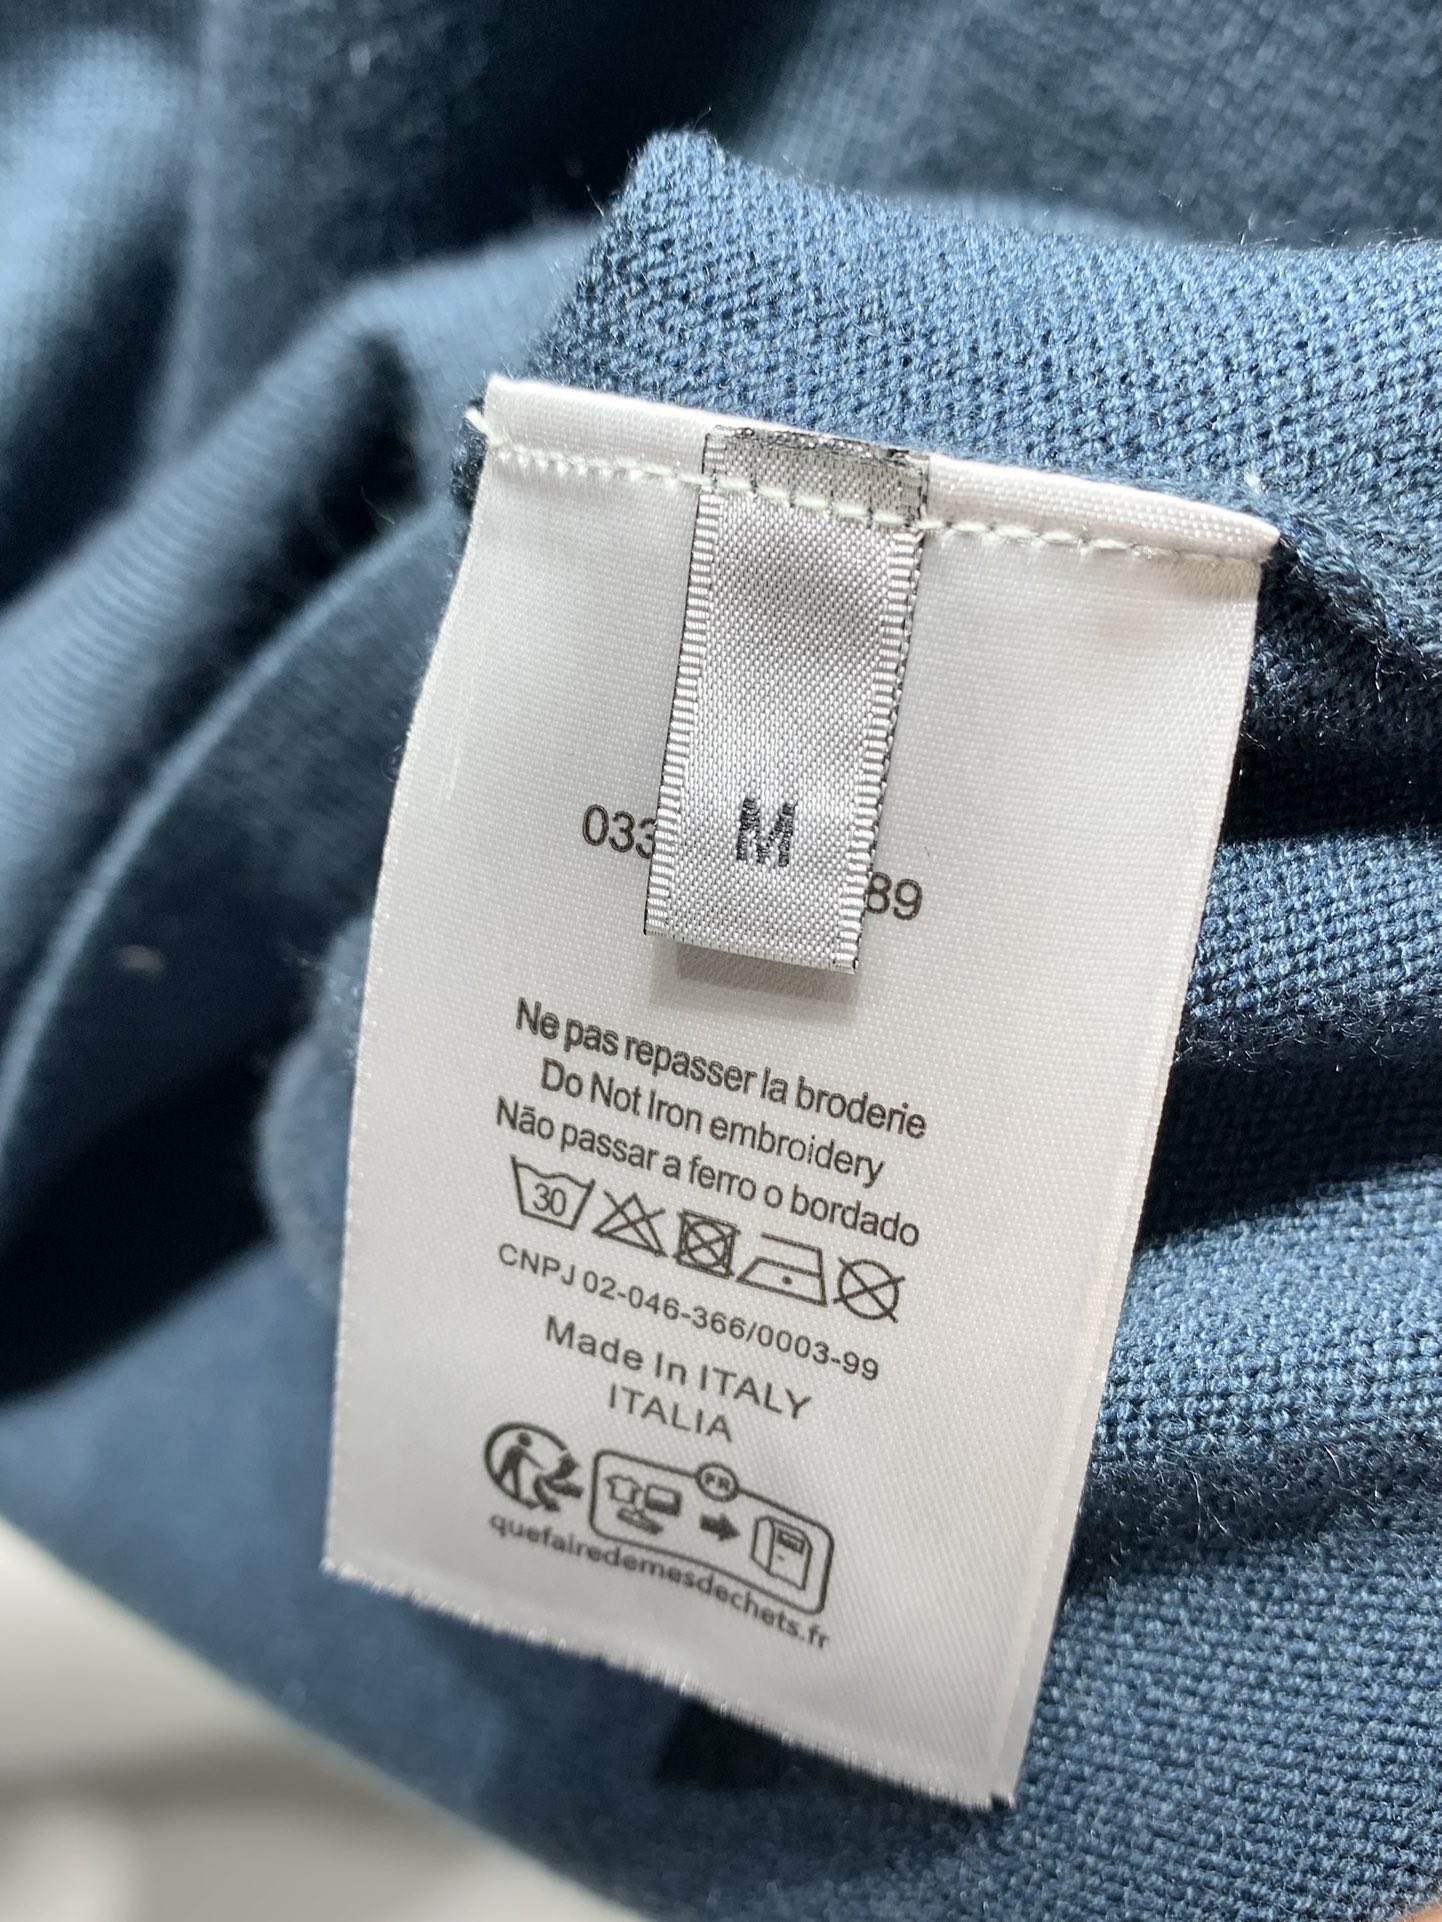 M
033
89
Ne pas repasser la broderie
Do Not Iron embroidery
Não passar a ferro o bordado
30
CNPJ 02-046-366/0003-99
Made In ITALY
ITALIA
FR
quefairedemesdechets.fr